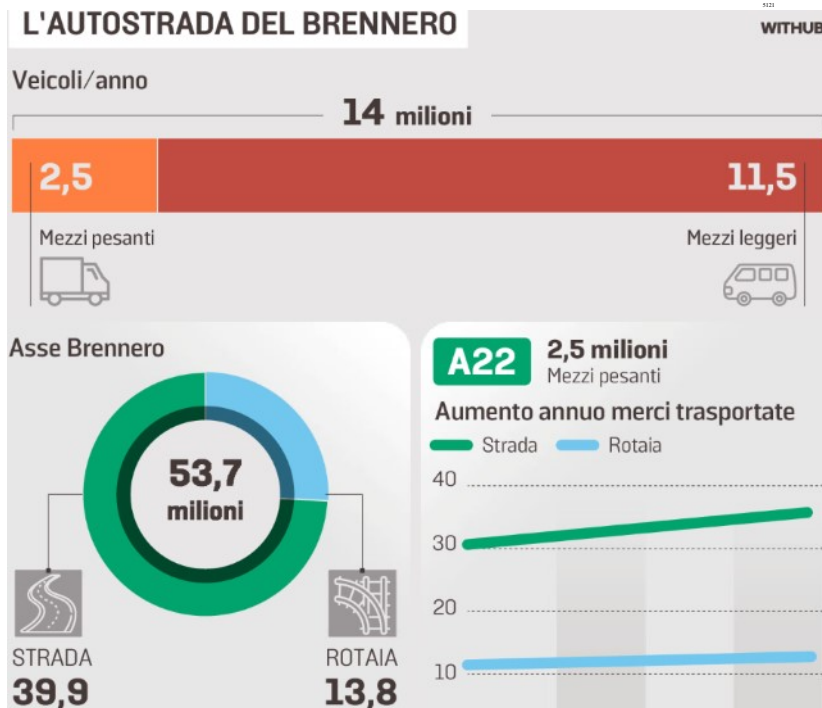 5121
L'AUTOSTRADA DEL BRENNERO
WITHUB
Veicoli/anno
14 milioni
2,5
11,5
Mezzi pesanti
Mezzi leggeri
Asse Brennero
53,7
milioni
STRADA
39,9
ROTAIA
13,8
A22
2,5 milioni
Mezzi pesanti
Aumento annuo merci trasportate
Strada
Rotaia
40
30
20
10